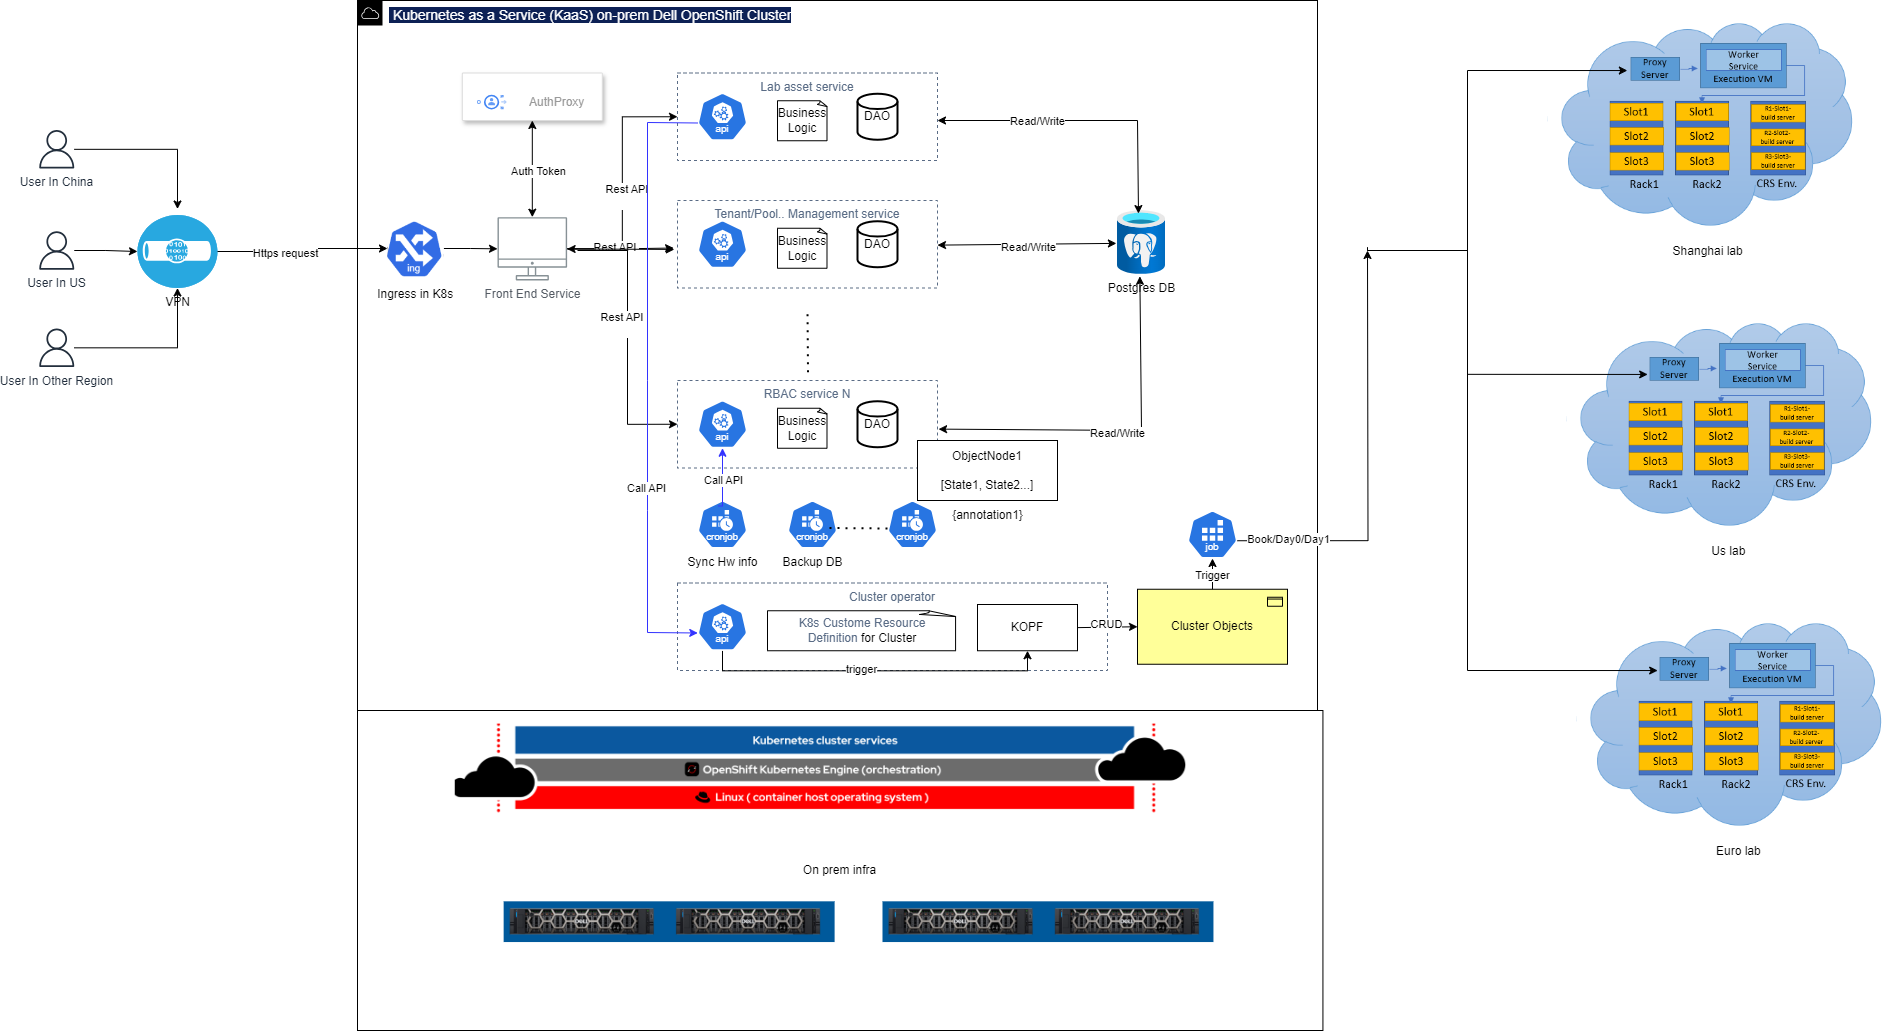 Kubernetes as a Service (KaaS) on-prem Dell OpenShift Cluster
User In China
User In US
User In Other Region
VPN
Https request
ing
Ingress in K8s
AuthProxy
Auth Token
Front End Service
Rest API
Rest API
Rest API
Lab asset service
api
Business
Logic
DAO
Read/Write
Tenant/Pool.. Management service
api
Business
Logic
DAO
Read/Write
Postgres DB
RBAC service N
api
Business
Logic
DAO
Read/Write
ObjectNode1
[State1, State2...]
{annotation1}
Call API
Call API
cronjob
Sync Hw info
cronjob
Backup DB
cronjob
Cluster operator
api
K8s Custome Resource
Definition for Cluster
KOPF
trigger
CRUD
Cluster Objects
Trigger
job
Book/Day0/Day1
Kubernetes cluster services
OpenShift Kubernetes Engine (orchestration)
Linux ( container host operating system )
On prem infra
Proxy
Server
Worker
Service
Execution VM
Slot1
Slot2
Slot3
Rack1
Slot1
Slot2
Slot3
Rack2
R1-Slot1-
build server
R2-Slot2-
build server
R3-Slot3-
build server
CRS Env.
Shanghai lab
Proxy
Server
Worker
Service
Execution VM
Slot1
Slot2
Slot3
Rack1
Slot1
Slot2
Slot3
Rack2
R1-Slot1-
build server
R2-Slot2-
build server
R3-Slot3-
build server
CRS Env.
Us lab
Proxy
Server
Worker
Service
Execution VM
Slot1
Slot2
Slot3
Rack1
Slot1
Slot2
Slot3
Rack2
R1-Slot1-
build server
R2-Slot2-
build server
R3-Slot3-
build server
CRS Env.
Euro lab